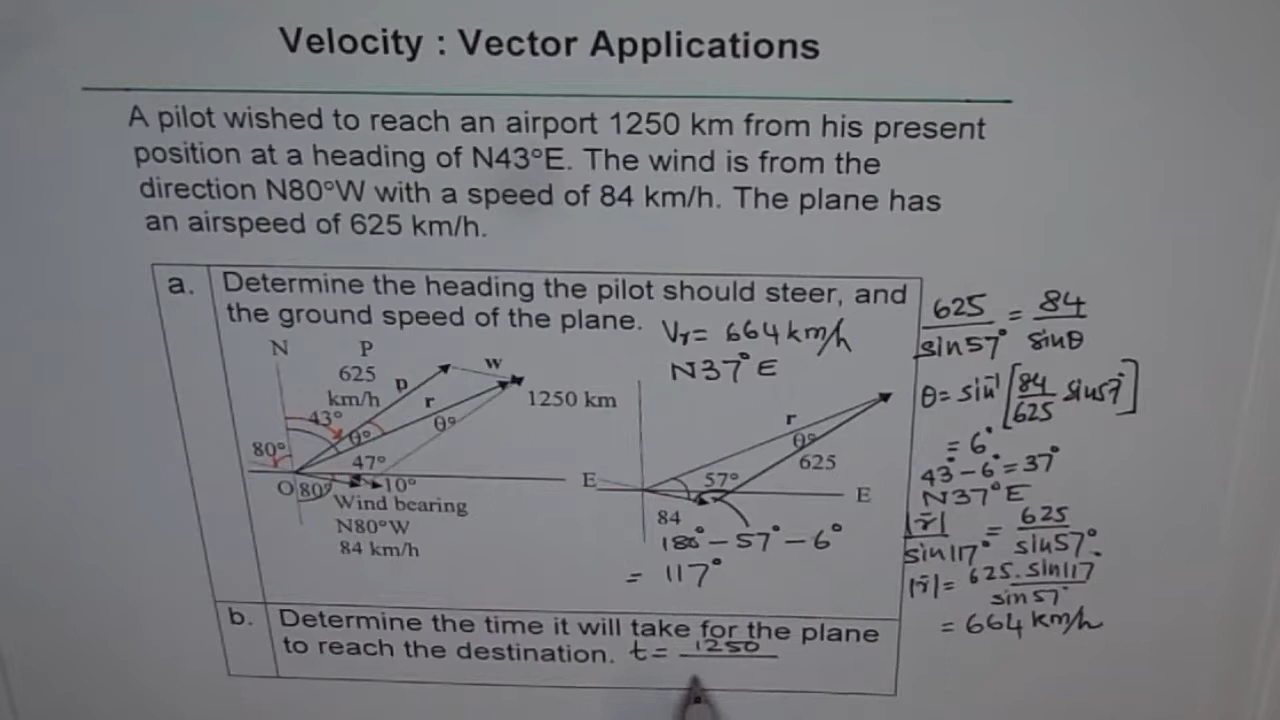 Velocity : Vector Applications
A pilot wished to reach an airport 1250 km from his present
position at a heading of N43°E. The wind is from the
direction N80°W with a speed of 84 km/h. The plane has
an airspeed of 625 km/h.
a. Determine the heading the pilot should steer, and
the ground speed of the plane. Vr = 664 km/h
N37°E
N
P
625
km/h
p
w
r
1250 km
43°
θ°
θ°
80°
47°
O
80°
10°
E
Wind bearing
N80°W
84 km/h
r
θ°
625
57°
E
84
180° - 57° - 6°
= 117°
625/sin57° = 84/sinθ
θ = sin⁻¹[84/625 sin57°]
= 6°
43° - 6° = 37°
N37°E
|r⃗|/sin117° = 625/sin57°
|r⃗| = 625 . sin117°/sin57°
= 664 km/h
b. Determine the time it will take for the plane
to reach the destination. t = 1250